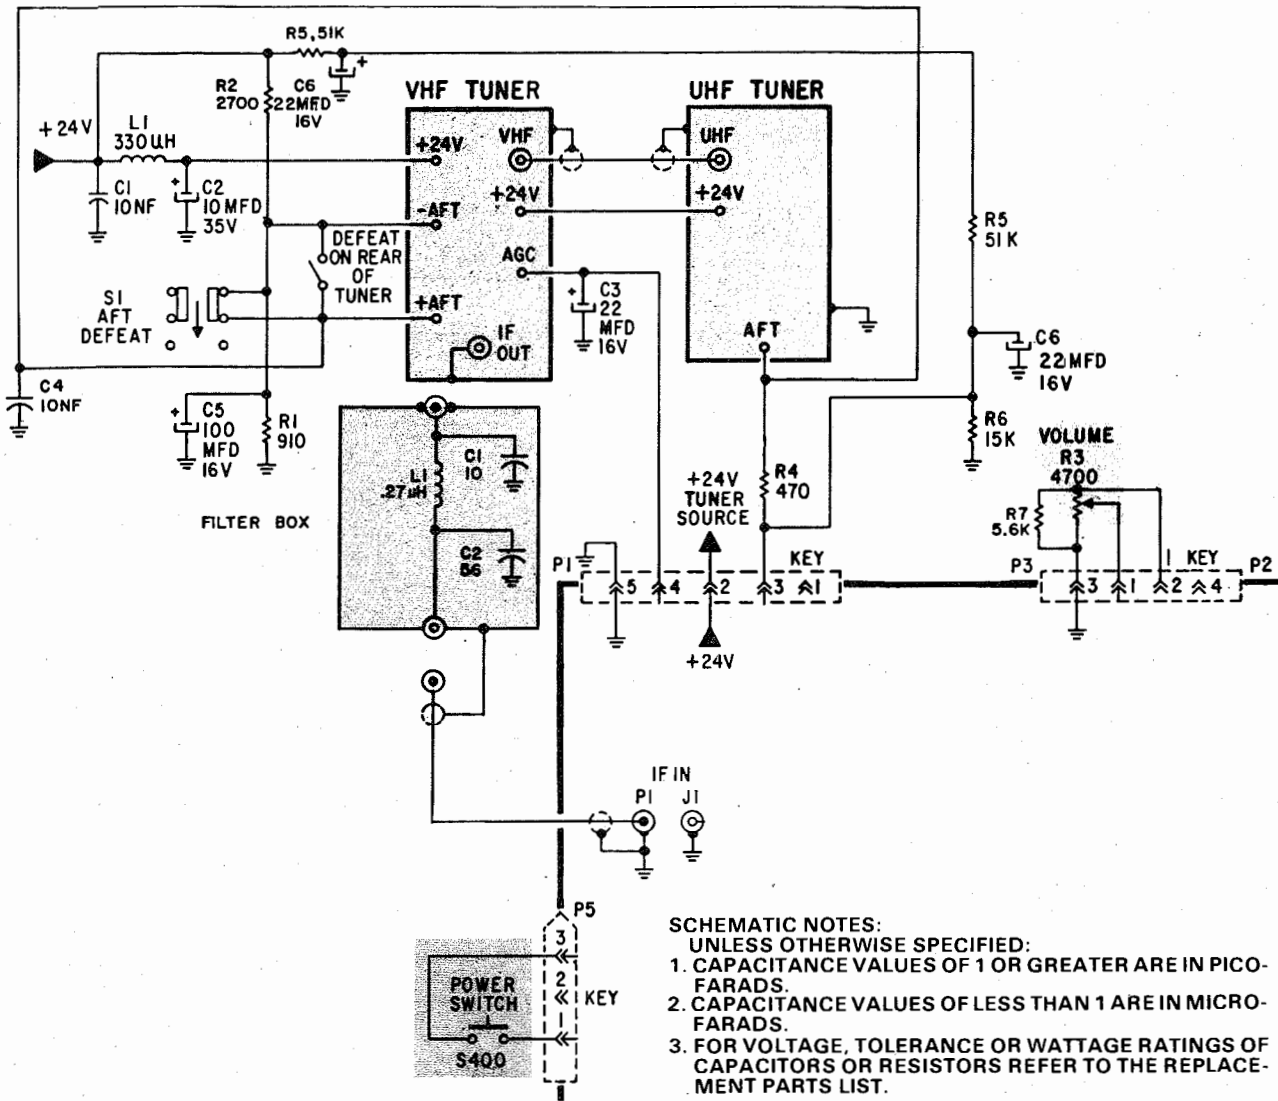 R5,51K
R2
2700
C6
22MFD
16V
+
VHF TUNER
UHF TUNER
+24V
L1
330UH
+24V
VHF
UHF
C1
10NF
+
C2
10MFD
35V
+24V
+24V
-AFT
DEFEAT
ON REAR
OF
TUNER
AGC
R5
51K
S1
AFT
DEFEAT
+AFT
+
C3
22
MFD
16V
IF
OUT
AFT
+
C6
22MFD
16V
C4
10NF
+
C5
100
MFD
16V
R1
910
R6
15K
VOLUME
R3
4700
C1
10
L1
.27µH
R4
470
+24V
TUNER
SOURCE
R7
5.6K
FILTER BOX
C2
56
P1
KEY
5
4
2
3
1
P3
1
KEY
P2
3
1
2
4
+24V
IF IN
P1
J1
P5
3
2
KEY
1
POWER
SWITCH
S400
SCHEMATIC NOTES:
UNLESS OTHERWISE SPECIFIED:
1. CAPACITANCE VALUES OF 1 OR GREATER ARE IN PICO-
FARADS.
2. CAPACITANCE VALUES OF LESS THAN 1 ARE IN MICRO-
FARADS.
3. FOR VOLTAGE, TOLERANCE OR WATTAGE RATINGS OF
CAPACITORS OR RESISTORS REFER TO THE REPLACE-
MENT PARTS LIST.